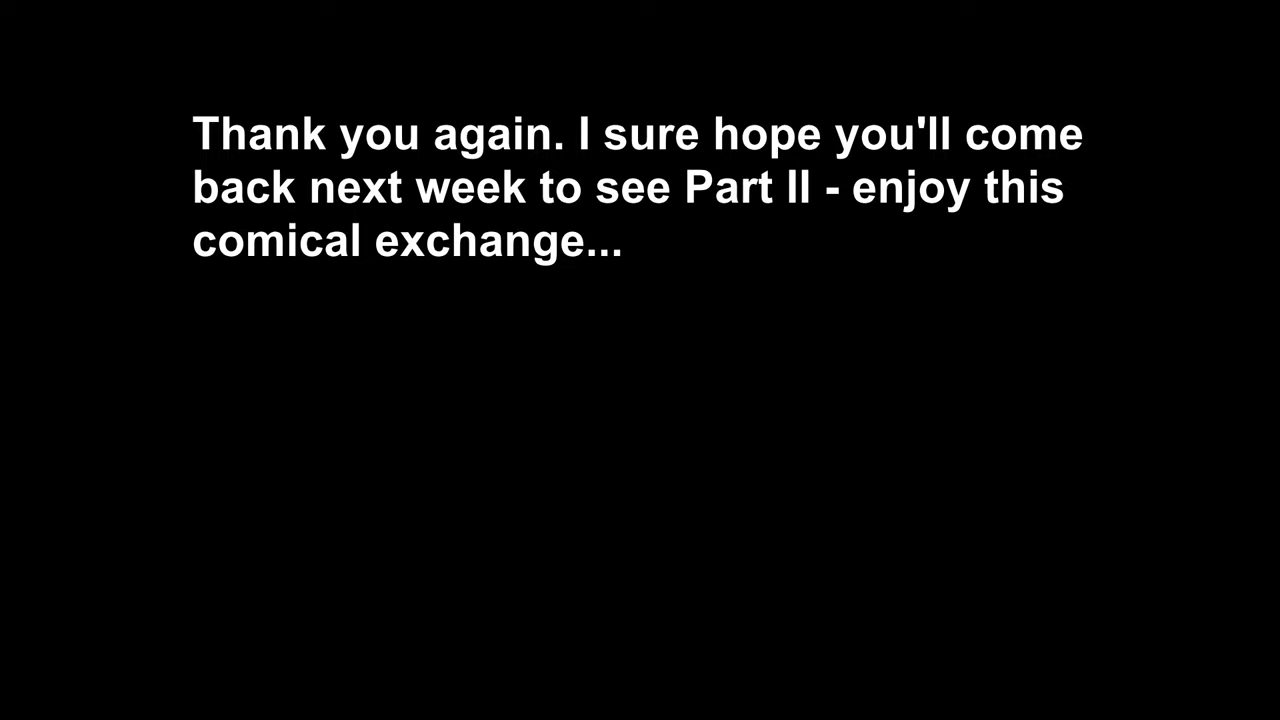 Thank you again. I sure hope you'll come
back next week to see Part II - enjoy this
comical exchange...